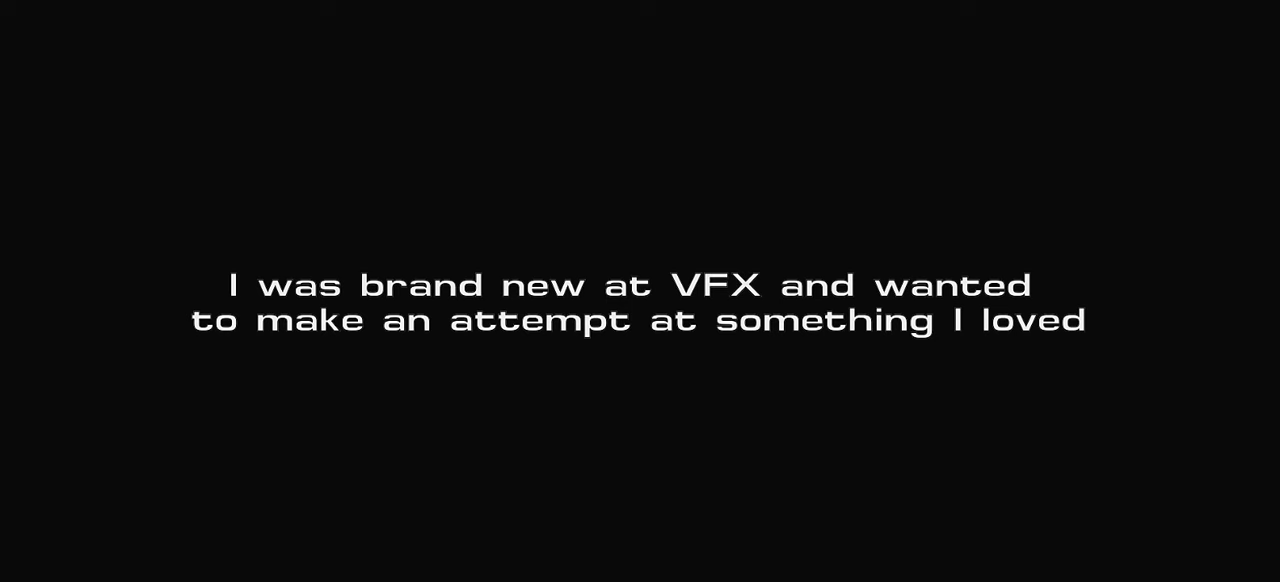 I was brand new at VFX and wanted
to make an attempt at something I loved